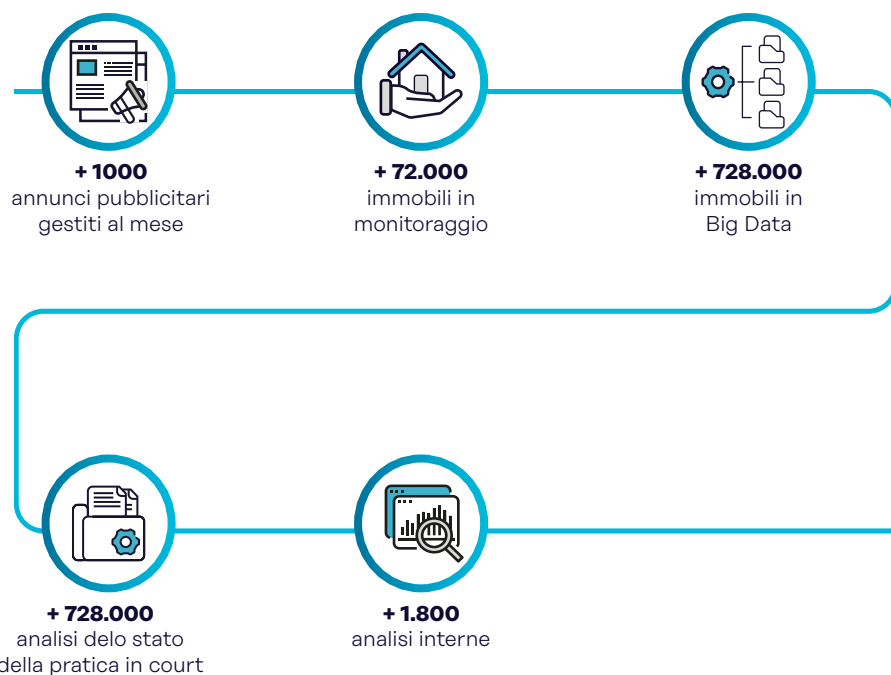 + 1000
annunci pubblicitari
gestiti al mese
+ 72.000
immobili in
monitoraggio
+ 728.000
immobili in
Big Data
+ 728.000
analisi delo stato
della pratica in court
+ 1.800
analisi interne